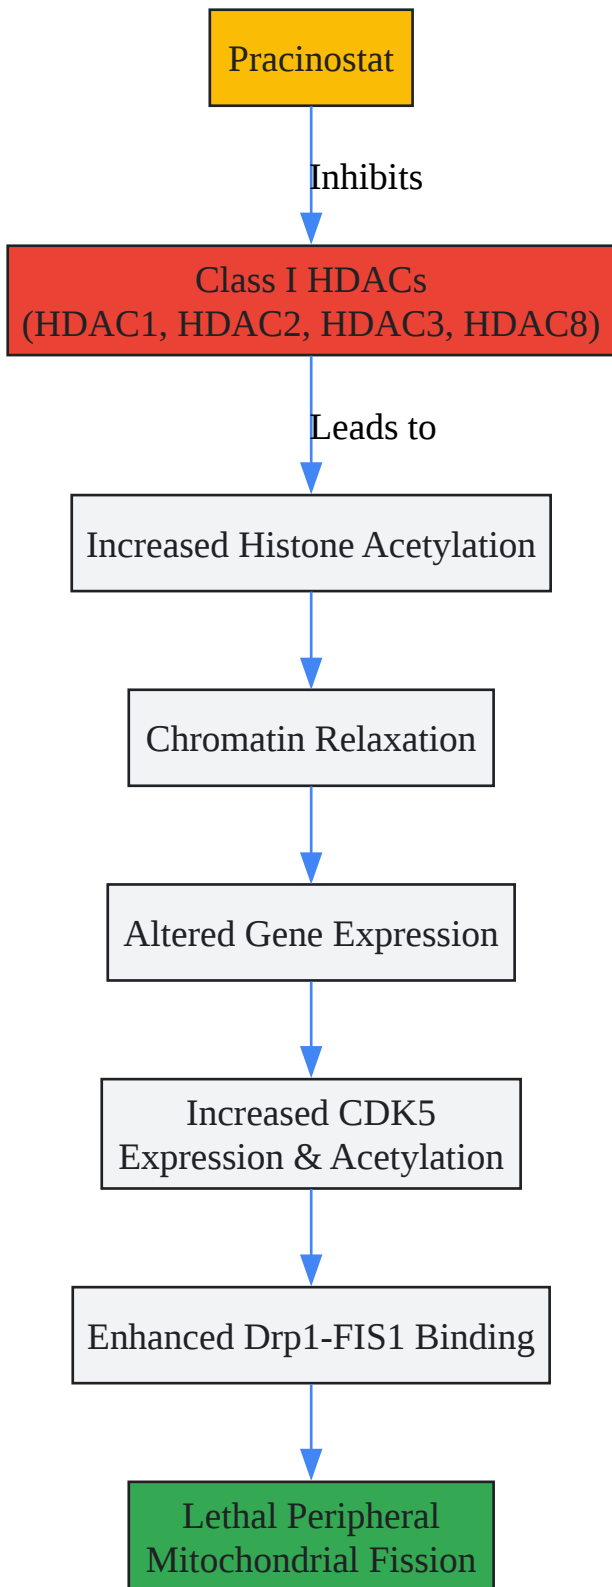 Pracinostat
Inhibits
Class I HDACs
(HDAC1, HDAC2, HDAC3, HDAC8)
Leads to
Increased Histone Acetylation
Chromatin Relaxation
Altered Gene Expression
Increased CDK5
Expression & Acetylation
Enhanced Drp1-FIS1 Binding
Lethal Peripheral
Mitochondrial Fission